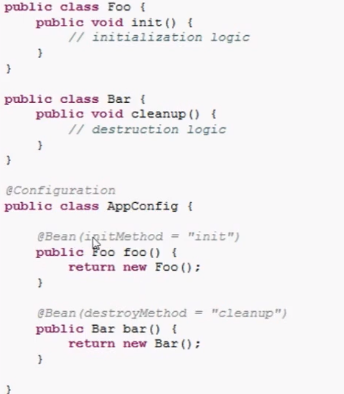 public class Foo {
    public void init() {
        // initialization logic
    }
}
public class Bar {
    public void cleanup() {
        // destruction logic
    }
}
@Configuration
public class AppConfig {
    @Bean(initMethod = "init")
    public Foo foo() {
        return new Foo();
    }
    @Bean(destroyMethod = "cleanup")
    public Bar bar() {
        return new Bar();
    }
}